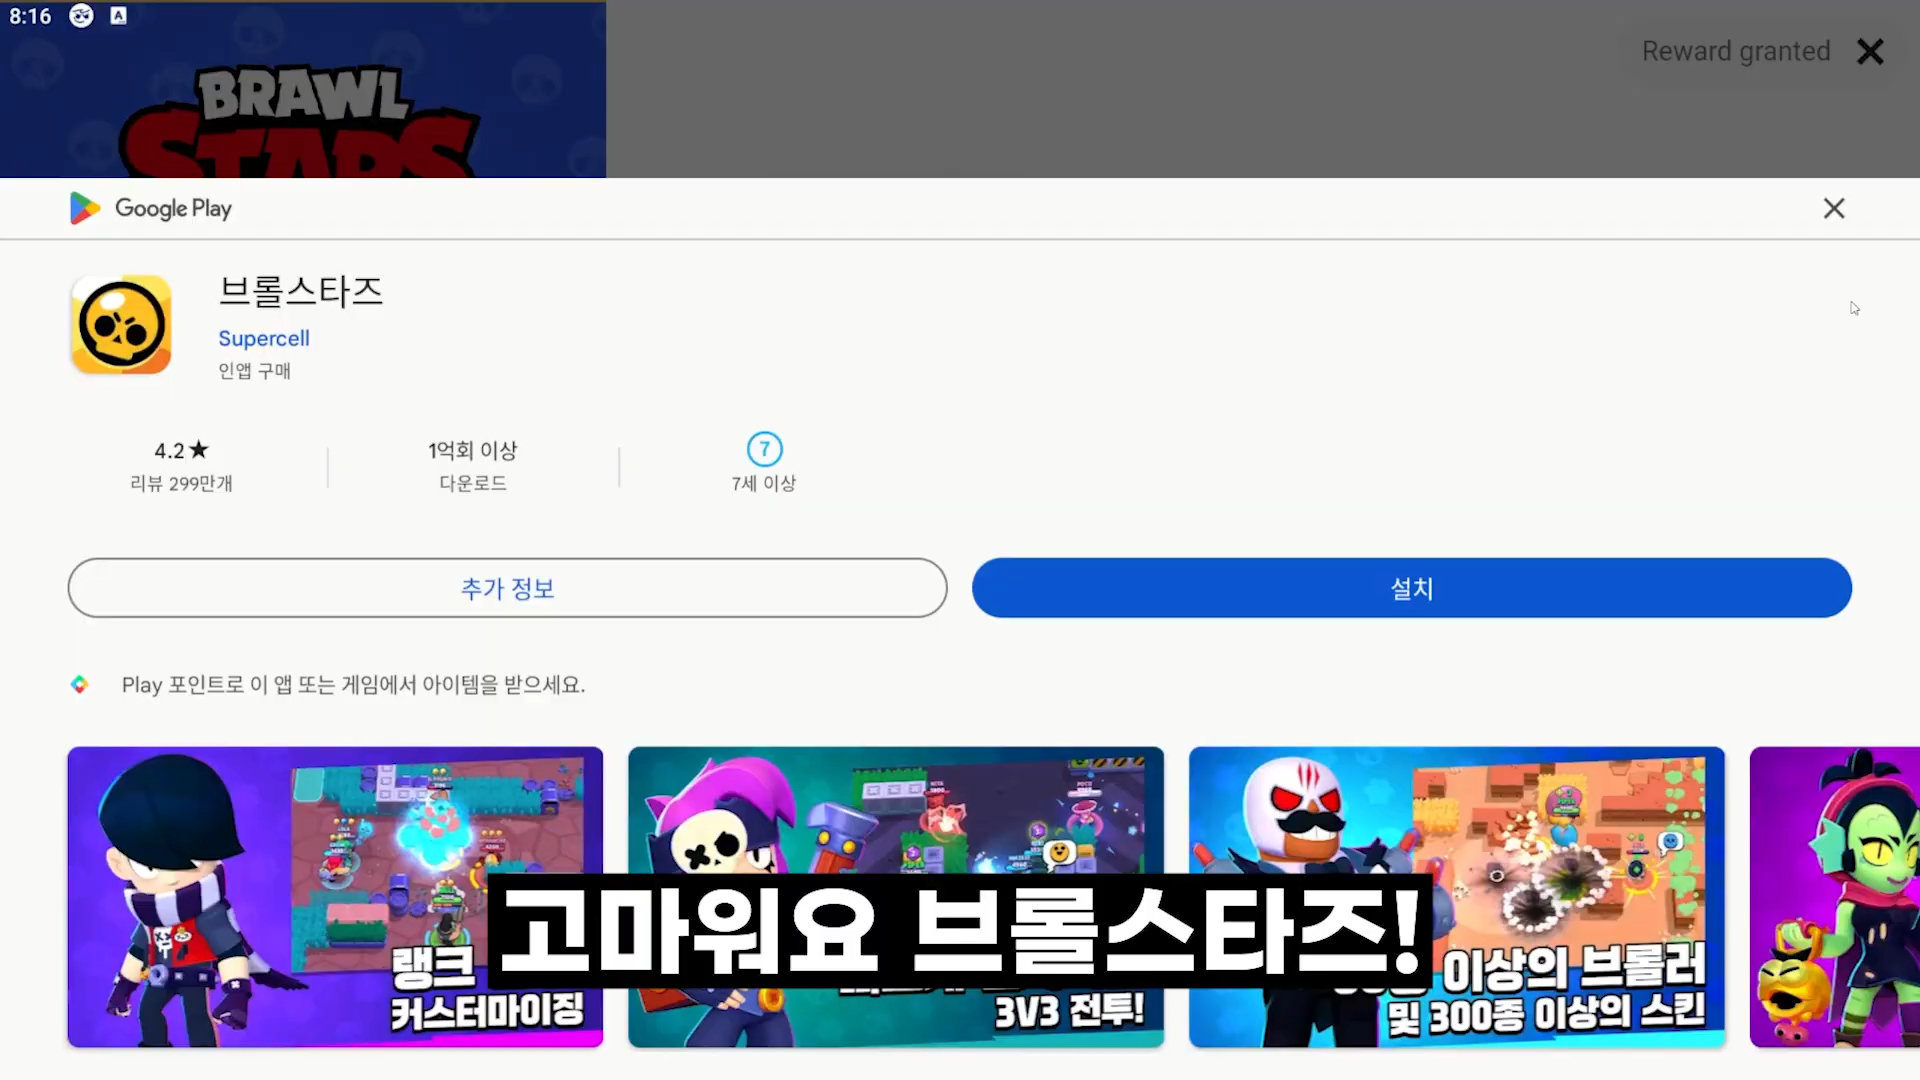 8:16
A
Reward granted
BRAWL
STARS
Google Play
브롤스타즈
Supercell
인앱 구매
4.2★
리뷰 299만개
1억회 이상
다운로드
7
7세 이상
추가 정보
설치
Play 포인트로 이 앱 또는 게임에서 아이템을 받으세요.
랭크
커스터마이징
3V3 전투!
이상의 브롤러
및 300종 이상의 스킨
고마워요 브롤스타즈!